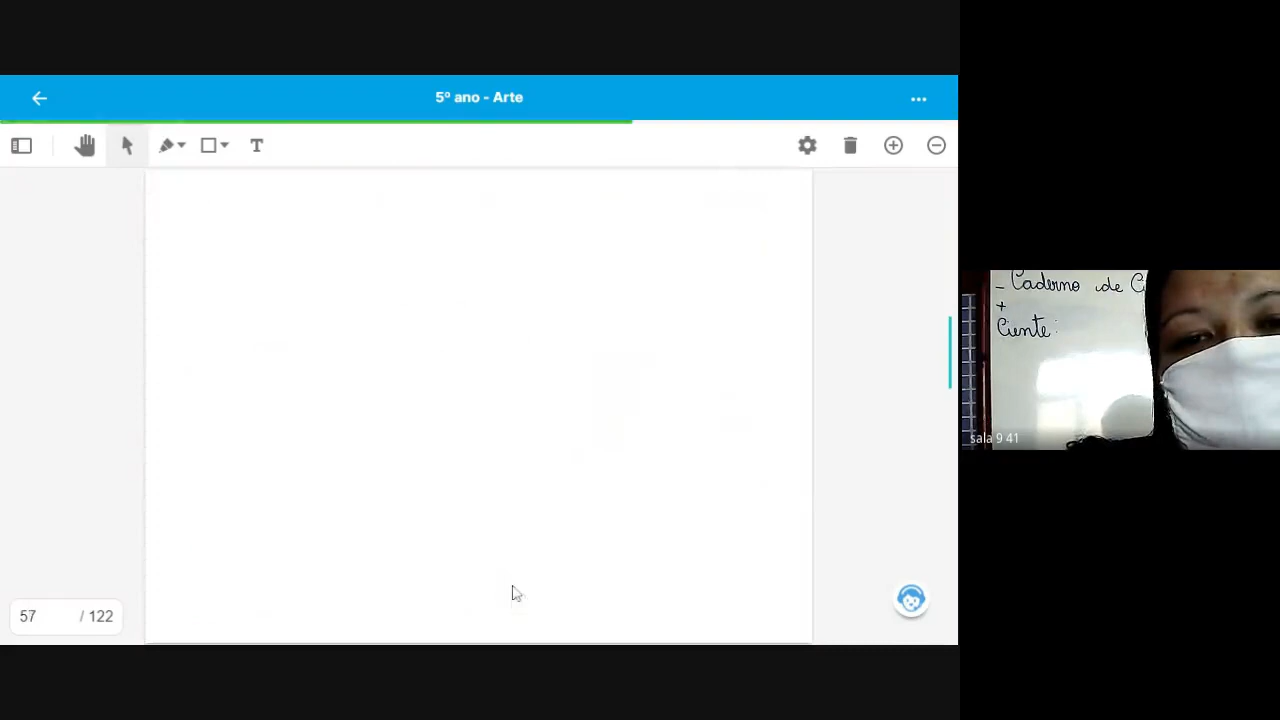 5º ano - Arte
T
57 / 122
- Caderno de C
+
Ciente:
sala 9 41